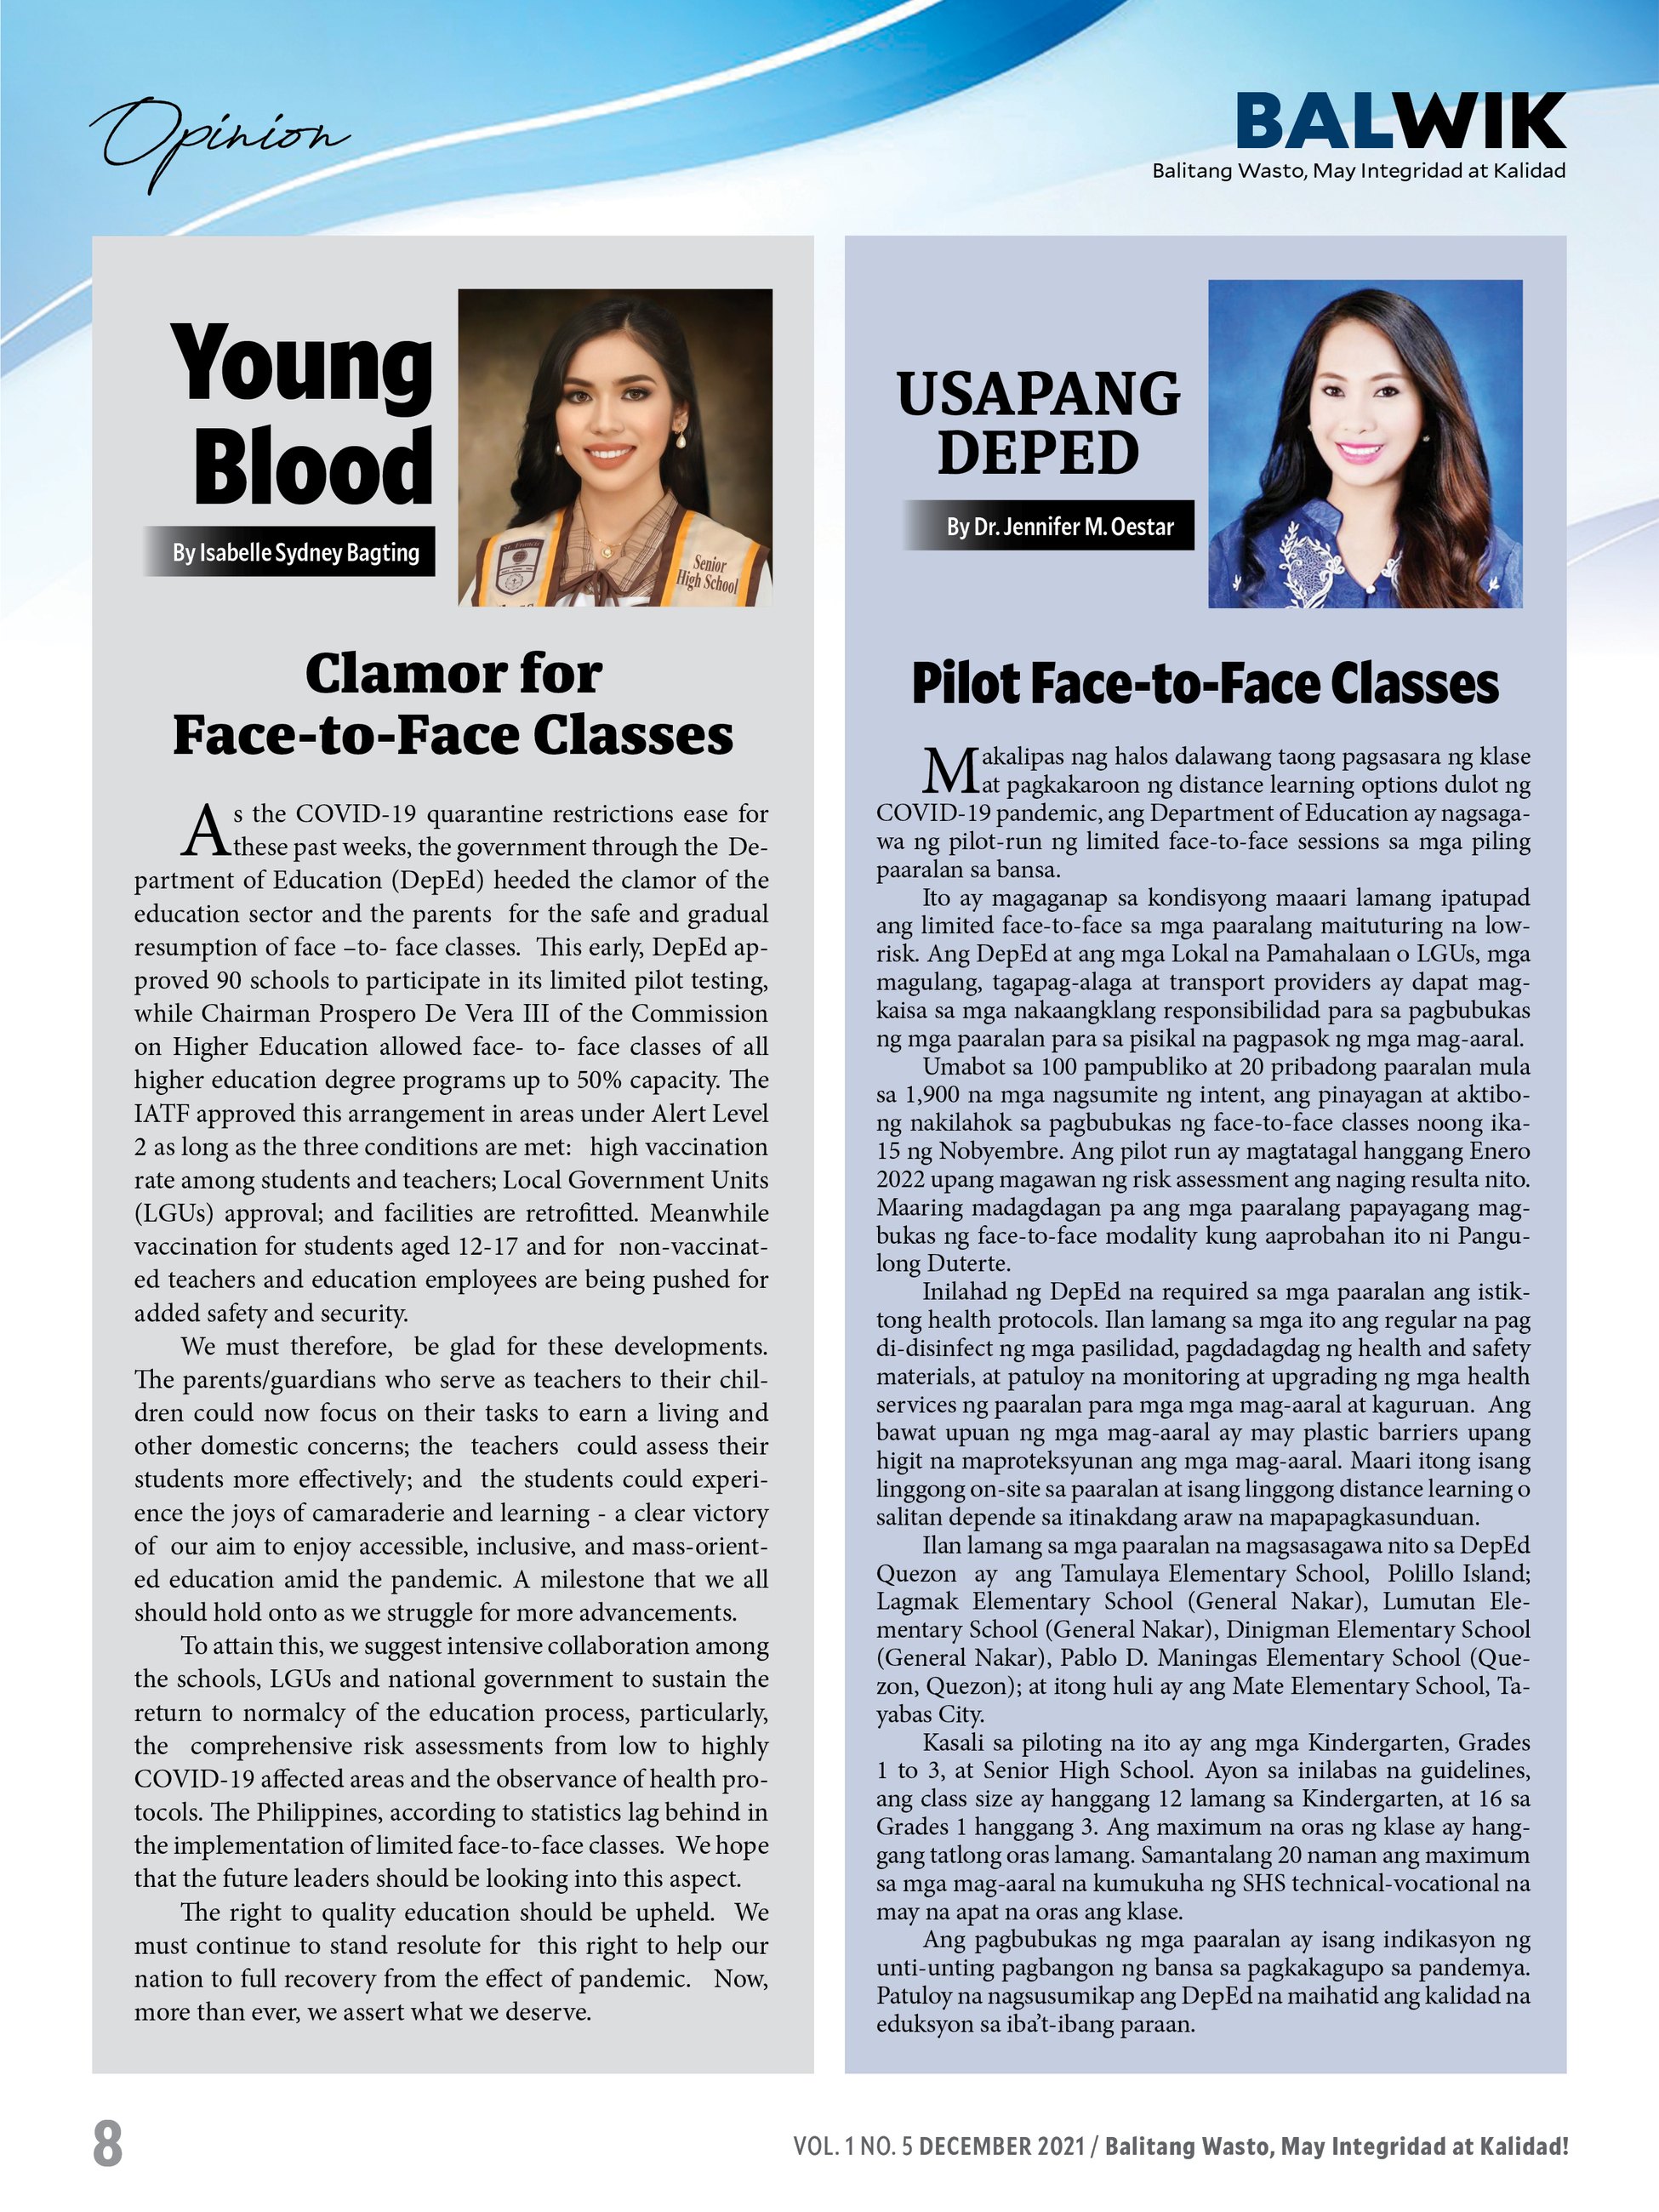 Opinion
BALWIK
Balitang Wasto, May Integridad at Kalidad
Young
Blood
By Isabelle Sydney Bagting
St. Francis
Senior
High School
Clamor for
Face-to-Face Classes
As the COVID-19 quarantine restrictions ease for
these past weeks, the government through the De-
partment of Education (DepEd) heeded the clamor of the
education sector and the parents for the safe and gradual
resumption of face –to- face classes. This early, DepEd ap-
proved 90 schools to participate in its limited pilot testing,
while Chairman Prospero De Vera III of the Commission
on Higher Education allowed face- to- face classes of all
higher education degree programs up to 50% capacity. The
IATF approved this arrangement in areas under Alert Level
2 as long as the three conditions are met: high vaccination
rate among students and teachers; Local Government Units
(LGUs) approval; and facilities are retrofitted. Meanwhile
vaccination for students aged 12-17 and for non-vaccinat-
ed teachers and education employees are being pushed for
added safety and security.
We must therefore, be glad for these developments.
The parents/guardians who serve as teachers to their chil-
dren could now focus on their tasks to earn a living and
other domestic concerns; the teachers could assess their
students more effectively; and the students could experi-
ence the joys of camaraderie and learning - a clear victory
of our aim to enjoy accessible, inclusive, and mass-orient-
ed education amid the pandemic. A milestone that we all
should hold onto as we struggle for more advancements.
To attain this, we suggest intensive collaboration among
the schools, LGUs and national government to sustain the
return to normalcy of the education process, particularly,
the comprehensive risk assessments from low to highly
COVID-19 affected areas and the observance of health pro-
tocols. The Philippines, according to statistics lag behind in
the implementation of limited face-to-face classes. We hope
that the future leaders should be looking into this aspect.
The right to quality education should be upheld. We
must continue to stand resolute for this right to help our
nation to full recovery from the effect of pandemic. Now,
more than ever, we assert what we deserve.
USAPANG
DEPED
By Dr. Jennifer M. Oestar
Pilot Face-to-Face Classes
Makalipas nag halos dalawang taong pagsasara ng klase
at pagkakaroon ng distance learning options dulot ng
COVID-19 pandemic, ang Department of Education ay nagsaga-
wa ng pilot-run ng limited face-to-face sessions sa mga piling
paaralan sa bansa.
Ito ay magaganap sa kondisyong maaari lamang ipatupad
ang limited face-to-face sa mga paaralang maituturing na low-
risk. Ang DepEd at ang mga Lokal na Pamahalaan o LGUs, mga
magulang, tagapag-alaga at transport providers ay dapat mag-
kaisa sa mga nakaangklang responsibilidad para sa pagbubukas
ng mga paaralan para sa pisikal na pagpasok ng mga mag-aaral.
Umabot sa 100 pampubliko at 20 pribadong paaralan mula
sa 1,900 na mga nagsumite ng intent, ang pinayagan at aktibo-
ng nakilahok sa pagbubukas ng face-to-face classes noong ika-
15 ng Nobyembre. Ang pilot run ay magtatagal hanggang Enero
2022 upang magawan ng risk assessment ang naging resulta nito.
Maaring madagdagan pa ang mga paaralang papayagang mag-
bukas ng face-to-face modality kung aaprobahan ito ni Pangu-
long Duterte.
Inilahad ng DepEd na required sa mga paaralan ang istik-
tong health protocols. Ilan lamang sa mga ito ang regular na pag
di-disinfect ng mga pasilidad, pagdadagdag ng health and safety
materials, at patuloy na monitoring at upgrading ng mga health
services ng paaralan para mga mga mag-aaral at kaguruan. Ang
bawat upuan ng mga mag-aaral ay may plastic barriers upang
higit na maproteksyunan ang mga mag-aaral. Maari itong isang
linggong on-site sa paaralan at isang linggong distance learning o
salitan depende sa itinakdang araw na mapapagkasunduan.
Ilan lamang sa mga paaralan na magsasagawa nito sa DepEd
Quezon ay ang Tamulaya Elementary School, Polillo Island;
Lagmak Elementary School (General Nakar), Lumutan Ele-
mentary School (General Nakar), Dinigman Elementary School
(General Nakar), Pablo D. Maningas Elementary School (Que-
zon, Quezon); at itong huli ay ang Mate Elementary School, Ta-
yabas City.
Kasali sa piloting na ito ay ang mga Kindergarten, Grades
1 to 3, at Senior High School. Ayon sa inilabas na guidelines,
ang class size ay hanggang 12 lamang sa Kindergarten, at 16 sa
Grades 1 hanggang 3. Ang maximum na oras ng klase ay hang-
gang tatlong oras lamang. Samantalang 20 naman ang maximum
sa mga mag-aaral na kumukuha ng SHS technical-vocational na
may na apat na oras ang klase.
Ang pagbubukas ng mga paaralan ay isang indikasyon ng
unti-unting pagbangon ng bansa sa pagkakagupo sa pandemya.
Patuloy na nagsusumikap ang DepEd na maihatid ang kalidad na
eduksyon sa iba't-ibang paraan.
8
VOL. 1 NO. 5 DECEMBER 2021 / Balitang Wasto, May Integridad at Kalidad!